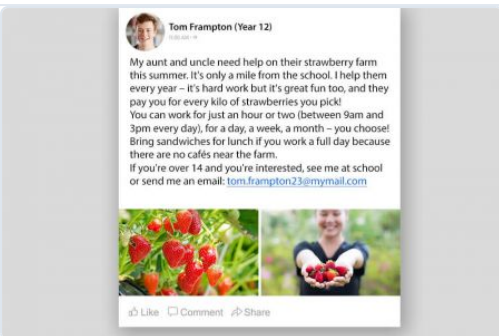 Tom Frampton (Year 12)
My aunt and uncle need help on their strawberry farm
this summer. It's only a mile from the school. I help them
every year – it's hard work but it's great fun too, and they
pay you for every kilo of strawberries you pick!
You can work for just an hour or two (between 9am and
3pm every day), for a day, a week, a month – you choose!
Bring sandwiches for lunch if you work a full day because
there are no cafés near the farm.
If you're over 14 and you're interested, see me at school
or send me an email: tom.frampton23@mymail.com
Like Comment Share